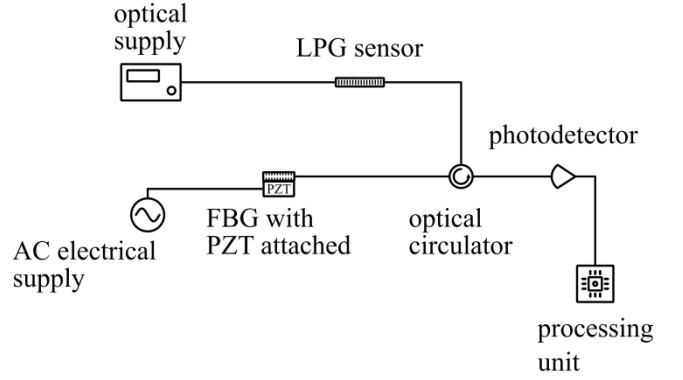 optical
supply
LPG sensor
photodetector
PZT
FBG with
PZT attached
optical
circulator
AC electrical
supply
processing
unit